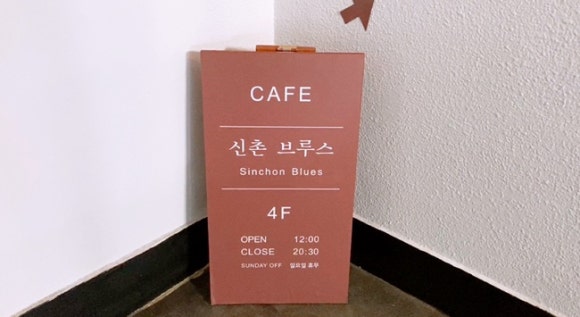 CAFE
신촌 브루스
Sinchon Blues
4F
OPEN 12:00
CLOSE 20:30
SUNDAY OFF 일요일 휴무